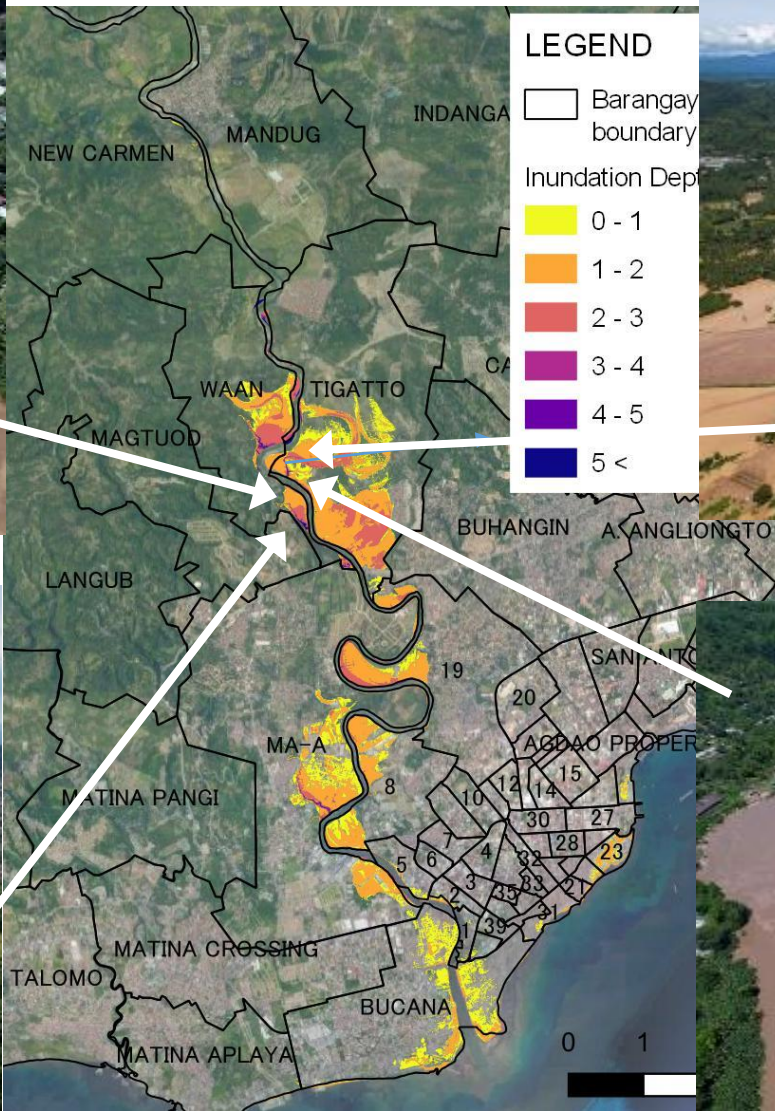 LEGEND
Barangay
boundary
Inundation Dept
0 - 1
1 - 2
2 - 3
3 - 4
4 - 5
5 <
INDANGA
MANDUG
NEW CARMEN
CA
WAAN
TIGATTO
MAGTUOD
BUHANGIN
A. ANGLIONGTO
LANGUB
SAN ANTO
19
20
MA-A
AGDAO PROPER
15
12
14
8
10
MATINA PANGI
30
27
7
28
4
23
6
32
5
3
33
21
35
2
31
1
39
MATINA CROSSING
TALOMO
BUCANA
MATINA APLAYA
0 1